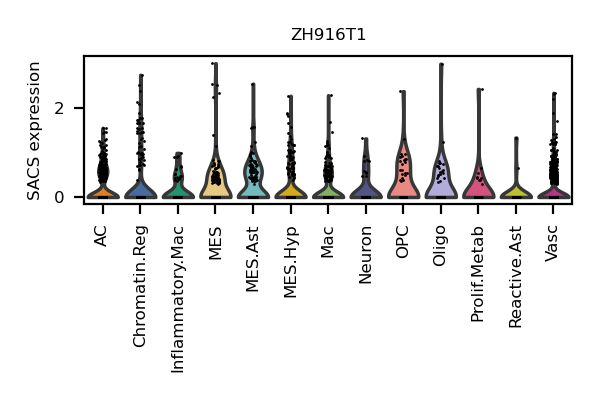 ZH916T1
SACS expression
2
0
AC
Chromatin.Reg
Inflammatory.Mac
MES
MES.Ast
MES.Hyp
Mac
Neuron
OPC
Oligo
Prolif.Metab
Reactive.Ast
Vasc